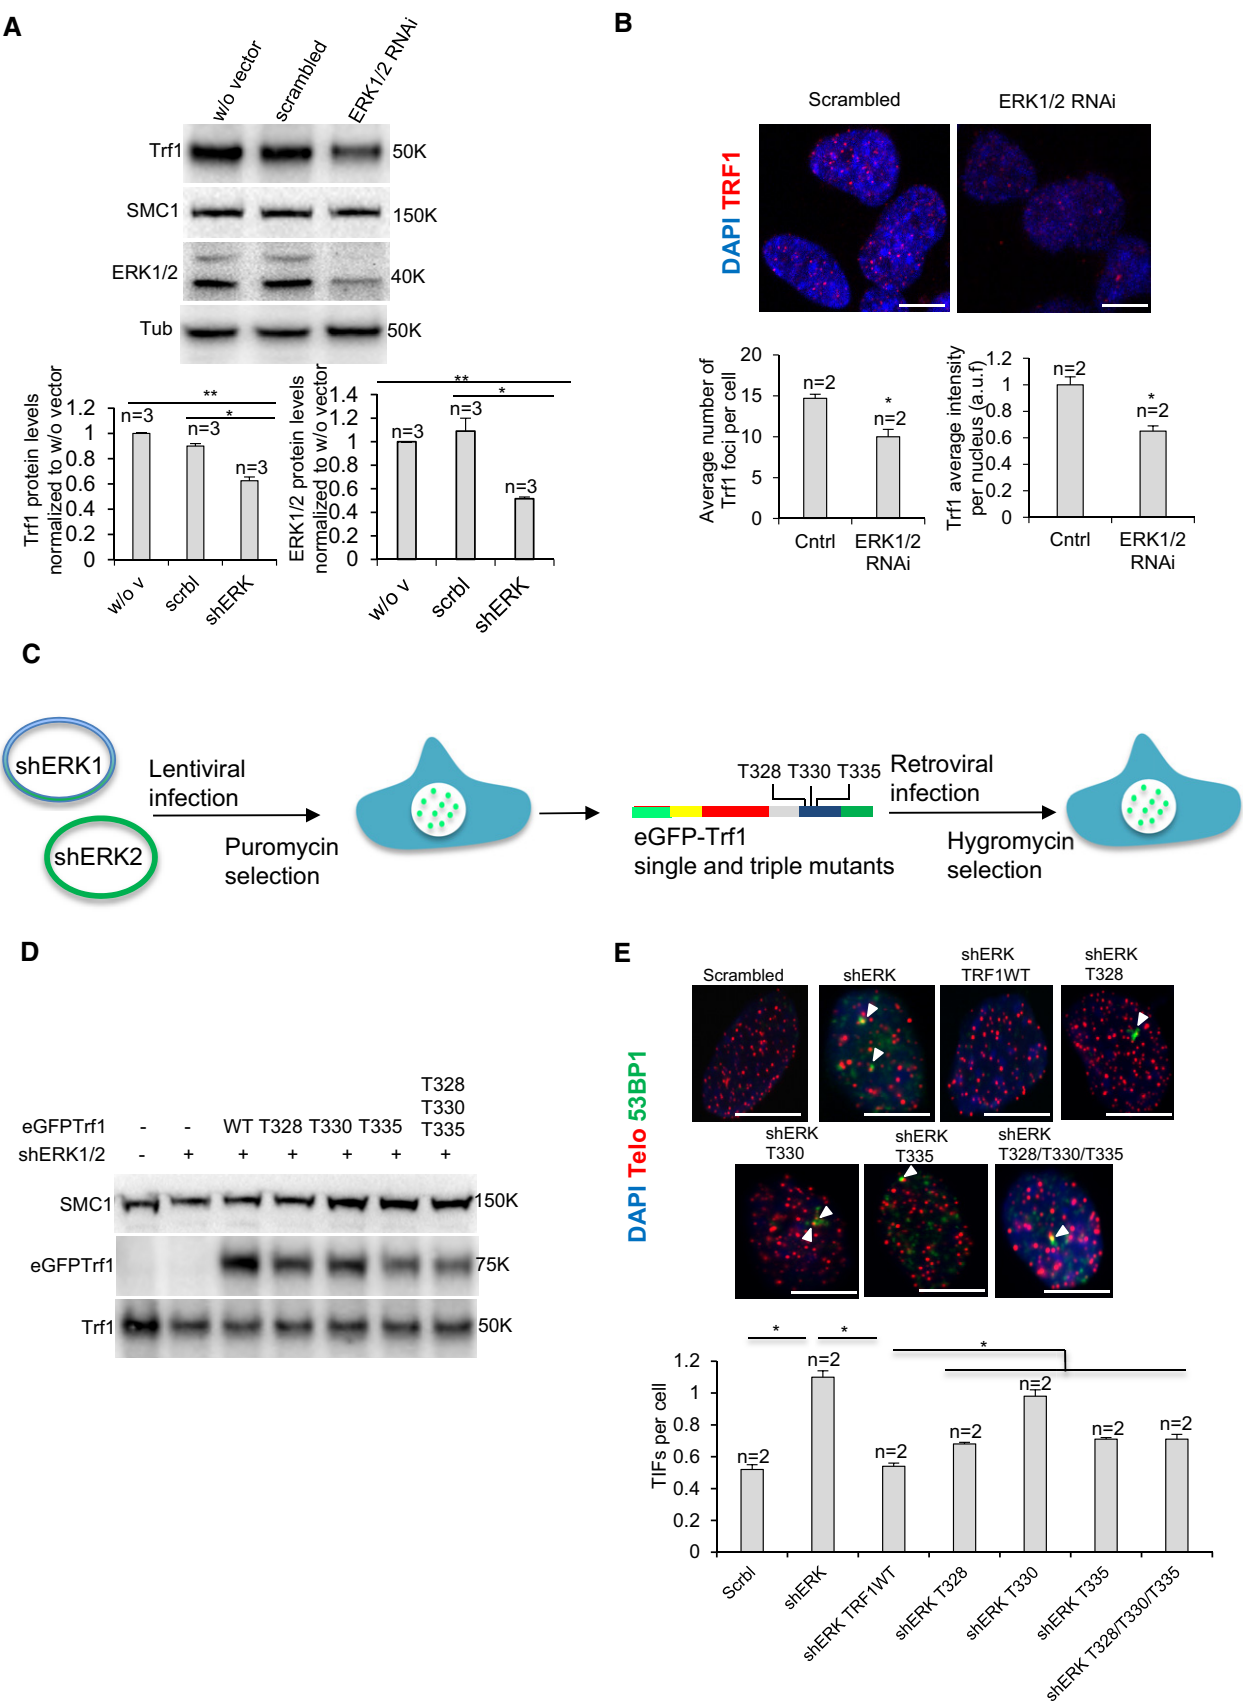 A
w/o vector
scrambled
ERK1/2 RNAi
Trf1
50K
SMC1
150K
ERK1/2
40K
Tub
50K
Trf1 protein levels
normalized to w/o vector
1.2
1
0.8
0.6
0.4
0.2
0
**
*
n=3
n=3
n=3
w/o v
scrbl
shERK
ERK1/2 protein levels
normalized to w/o vector
1.4
1.2
1
0.8
0.6
0.4
0.2
0
**
*
n=3
n=3
n=3
w/o v
scrbl
shERK
B
Scrambled
ERK1/2 RNAi
DAPI TRF1
Average number of
Trf1 foci per cell
20
15
10
5
0
n=2
*
n=2
Cntrl
ERK1/2
RNAi
Trf1 average intensity
per nucleus (a.u.f)
1.2
1
0.8
0.6
0.4
0.2
0
n=2
*
n=2
Cntrl
ERK1/2
RNAi
C
shERK1
shERK2
Lentiviral
infection
Puromycin
selection
T328 T330 T335
eGFP-Trf1
single and triple mutants
Retroviral
infection
Hygromycin
selection
D
T328
T330
T335
eGFPTrf1 - - WT T328 T330 T335
shERK1/2 - + + + + + +
SMC1
150K
eGFPTrf1
75K
Trf1
50K
E
DAPI Telo 53BP1
Scrambled
shERK
shERK
TRF1WT
shERK
T328
shERK
T330
shERK
T335
shERK
T328/T330/T335
TIFs per cell
1.2
1
0.8
0.6
0.4
0.2
0
*
*
*
n=2
n=2
n=2
n=2
n=2
n=2
n=2
Scrbl
shERK
shERK TRF1WT
shERK T328
shERK T330
shERK T335
shERK T328/T330/T335